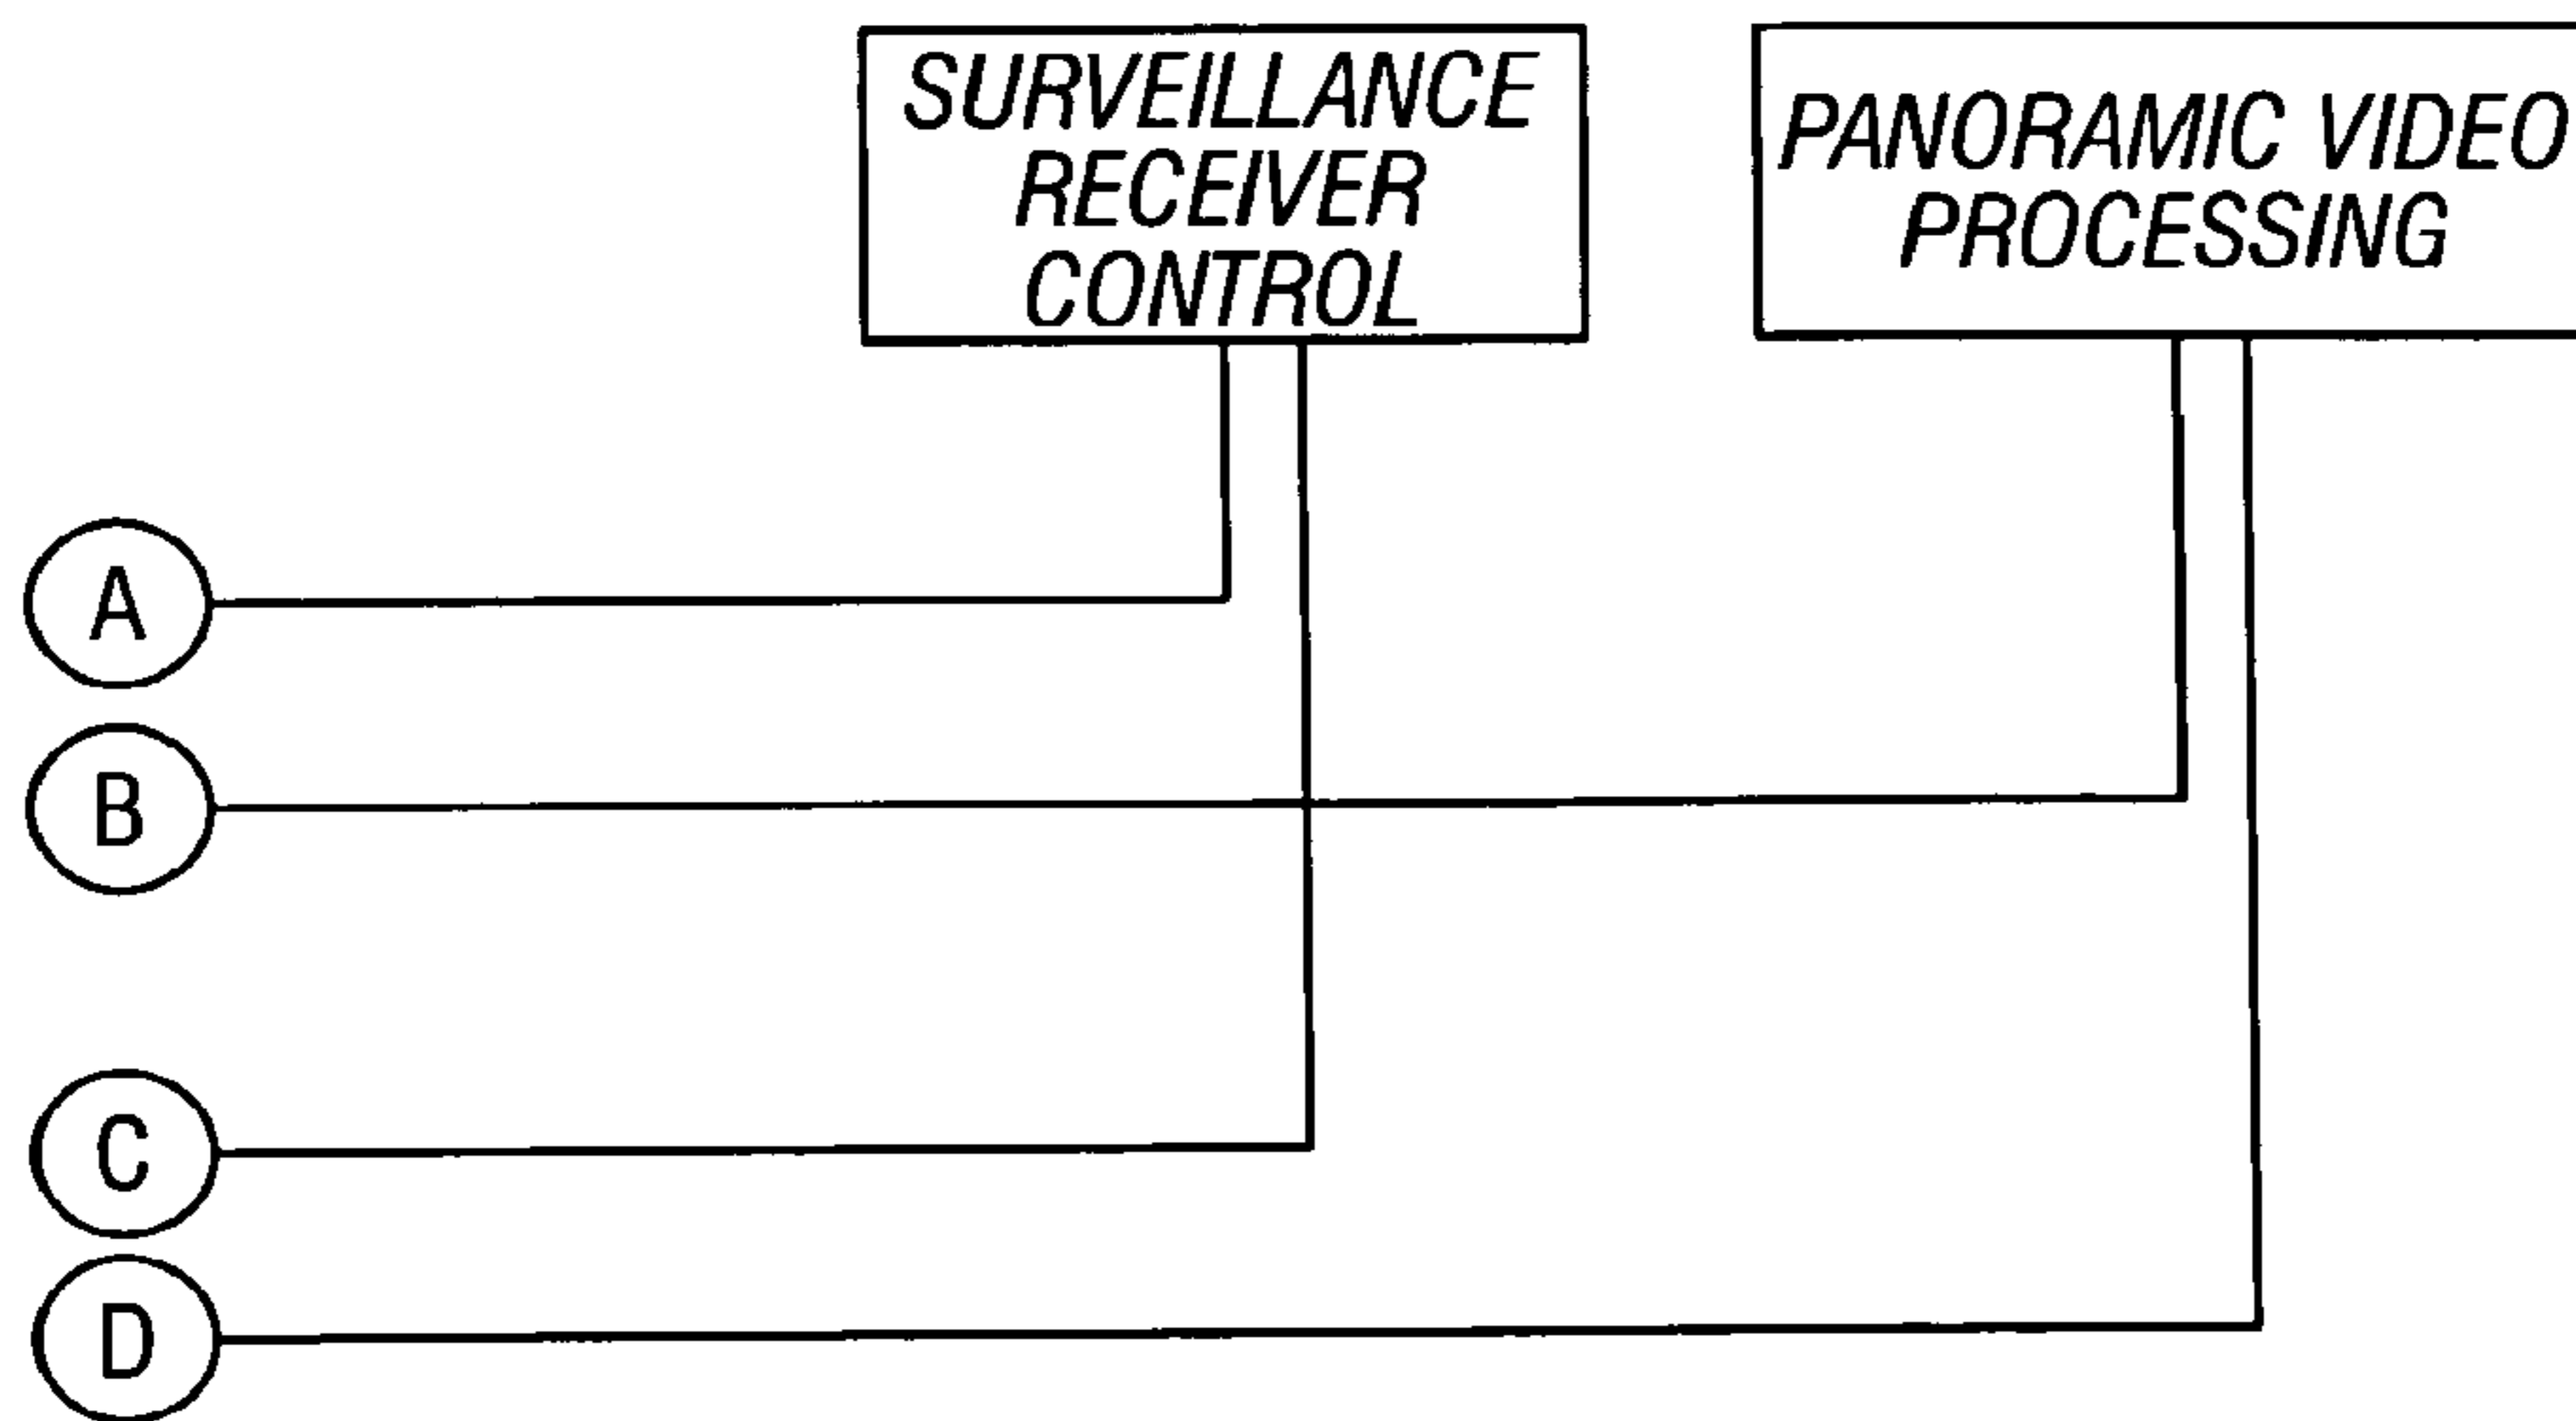 SURVEILLANCE
RECEIVER
CONTROL
PANORAMIC VIDEO
PROCESSING
A
B
C
D